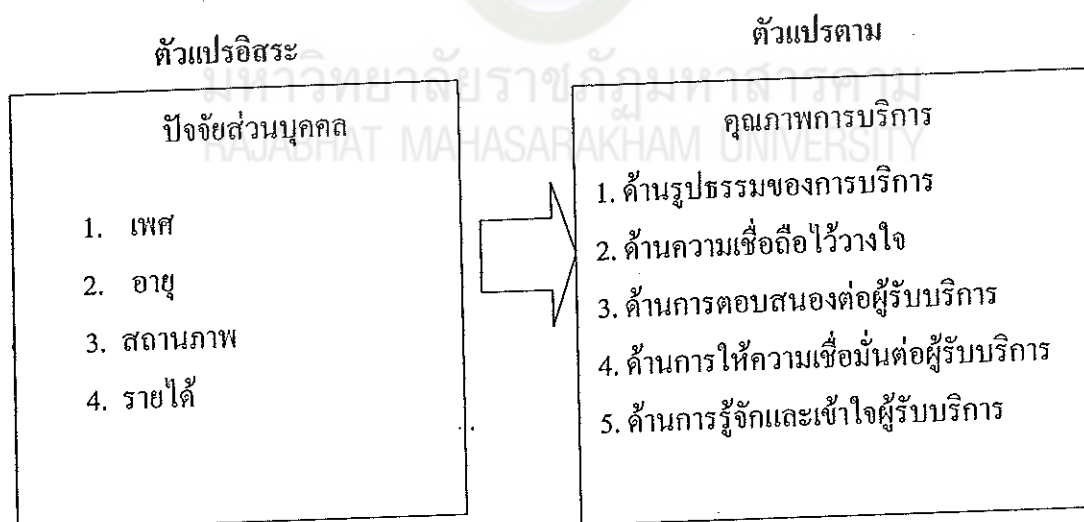 ตัวแปรอิสระ
ตัวแปรตาม
มหาวิทยาลัยราชภัฏมหาสารคาม
RAJABHAT MAHASARAKHAM UNIVERSITY
ปัจจัยส่วนบุคคล
1. เพศ
2. อายุ
3. สถานภาพ
4. รายได้
คุณภาพการบริการ
1. ด้านรูปธรรมของการบริการ
2. ด้านความเชื่อถือไว้วางใจ
3. ด้านการตอบสนองต่อผู้รับบริการ
4. ด้านการให้ความเชื่อมั่นต่อผู้รับบริการ
5. ด้านการรู้จักและเข้าใจผู้รับบริการ